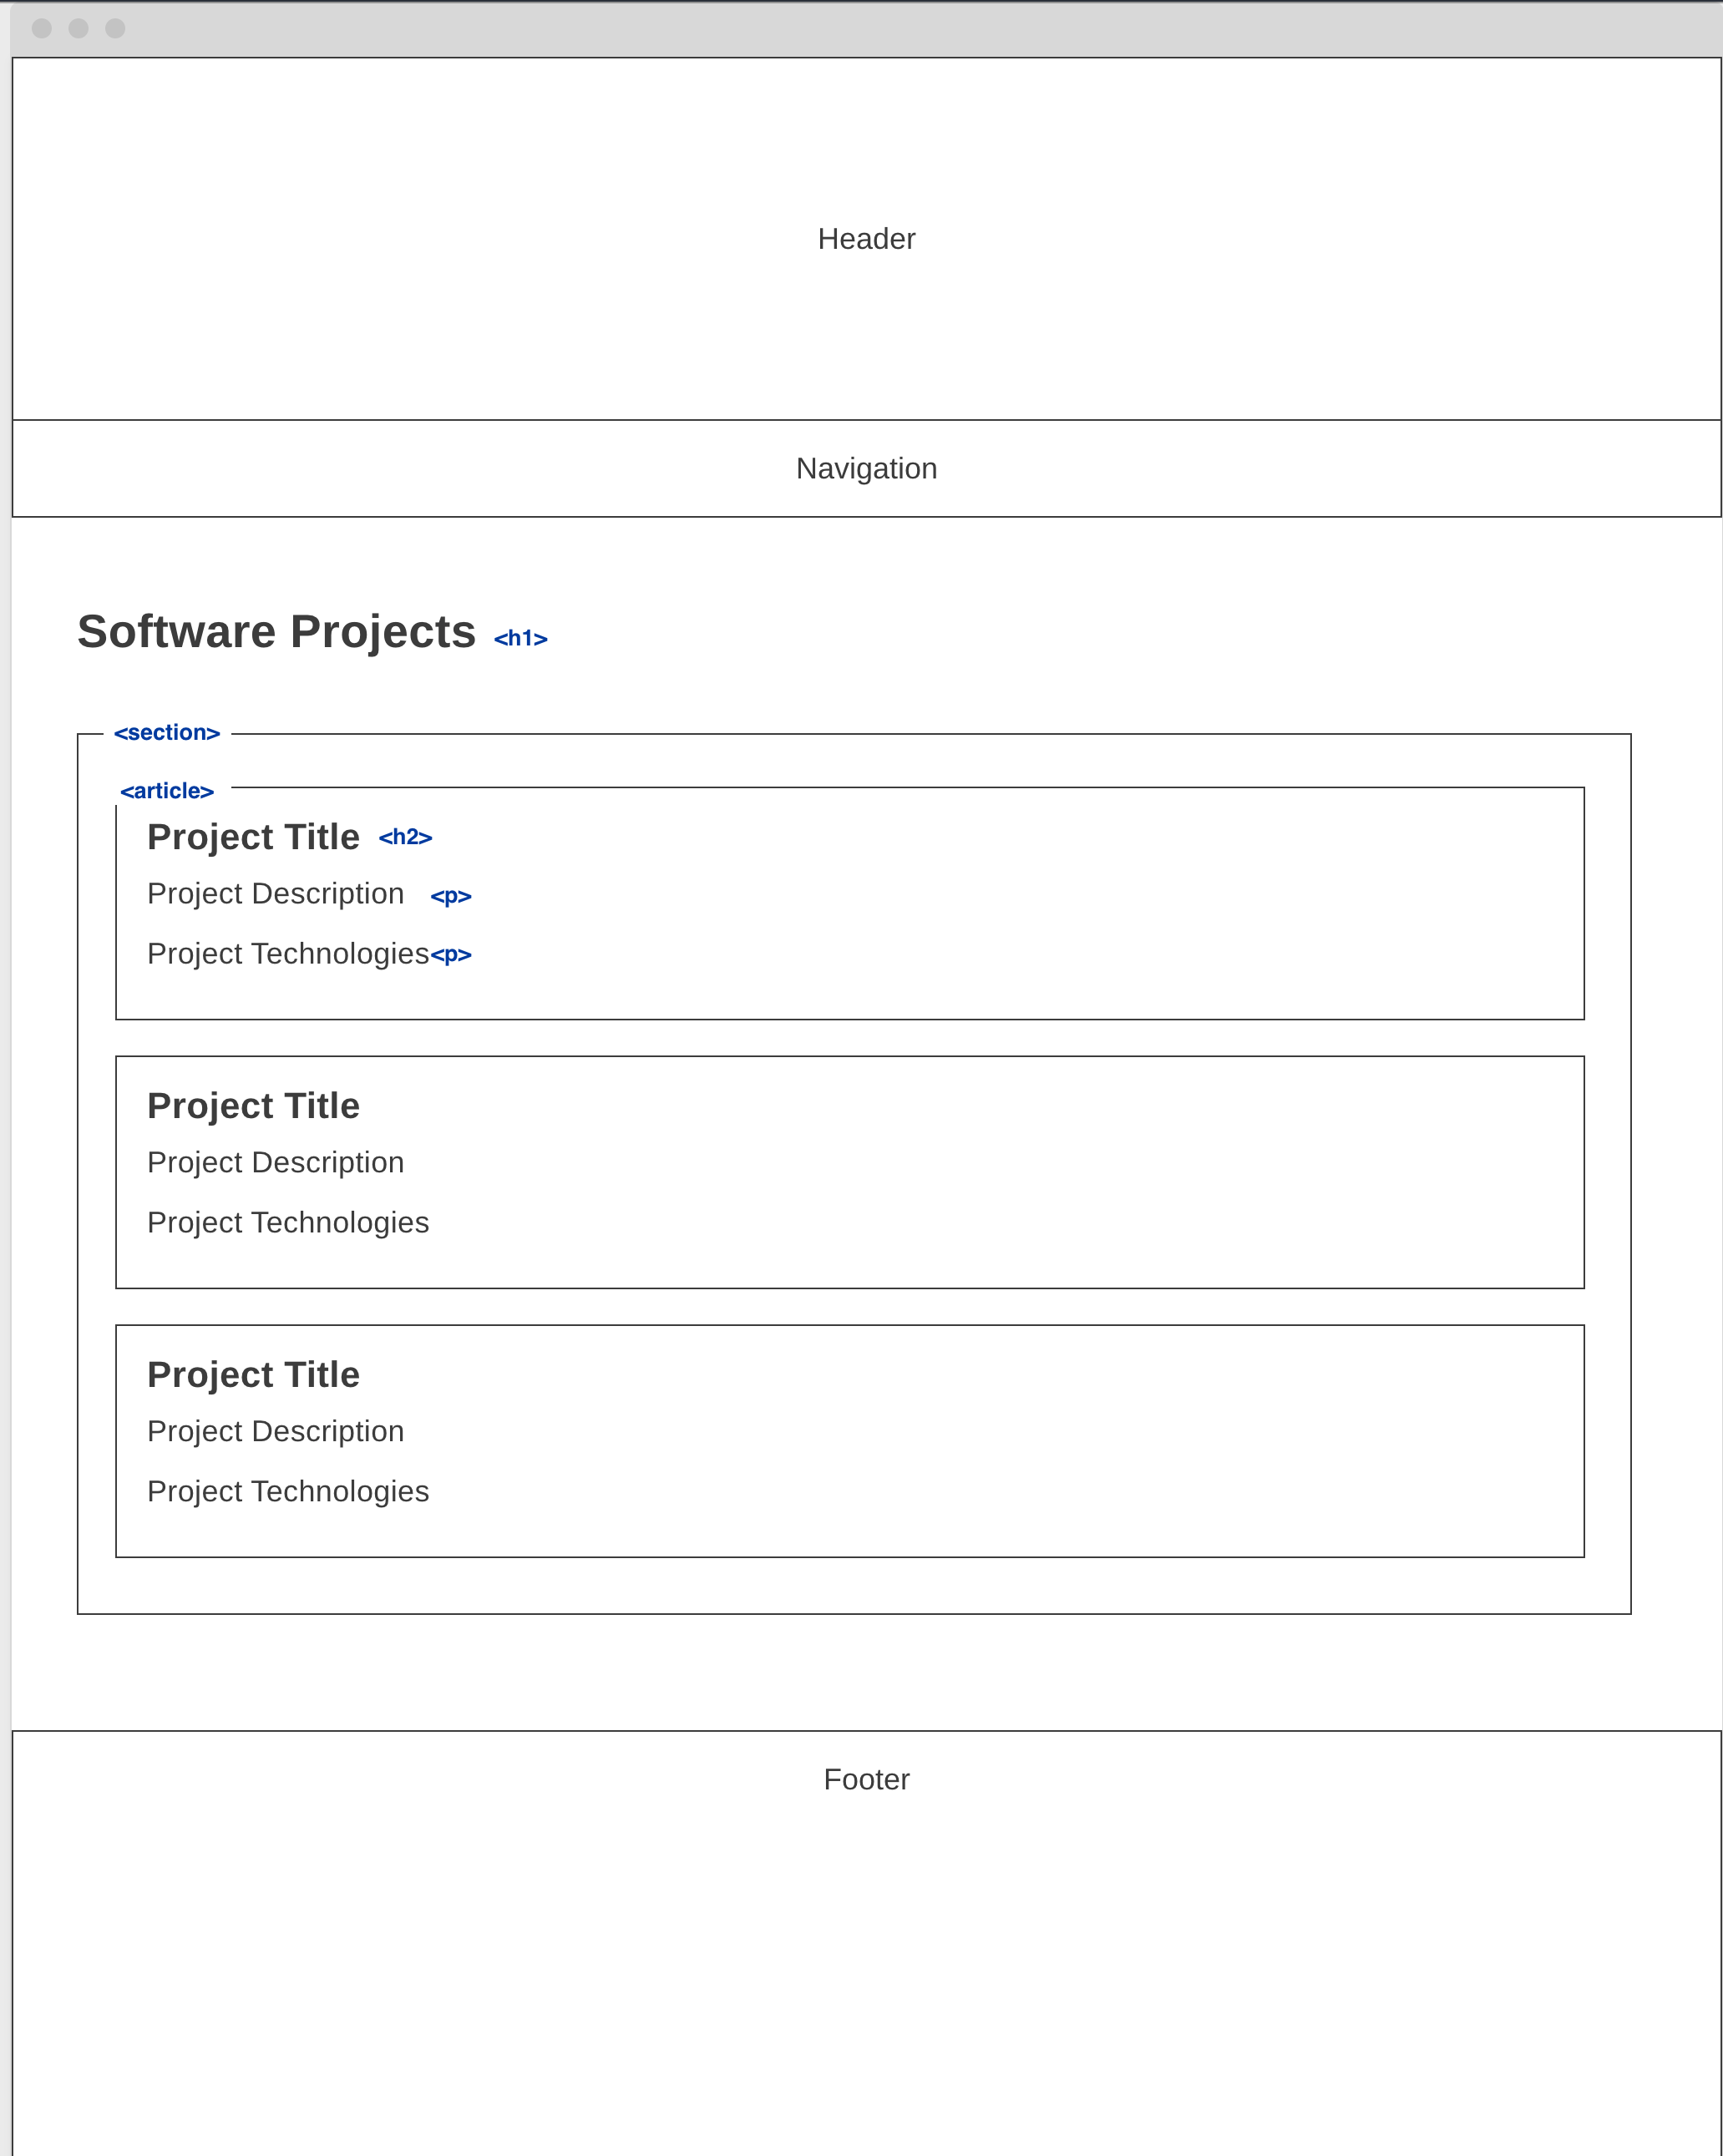 Header
Navigation
Software Projects <h1>
<section>
<article>
Project Title <h2>
Project Description <p>
Project Technologies<p>
Project Title
Project Description
Project Technologies
Project Title
Project Description
Project Technologies
Footer